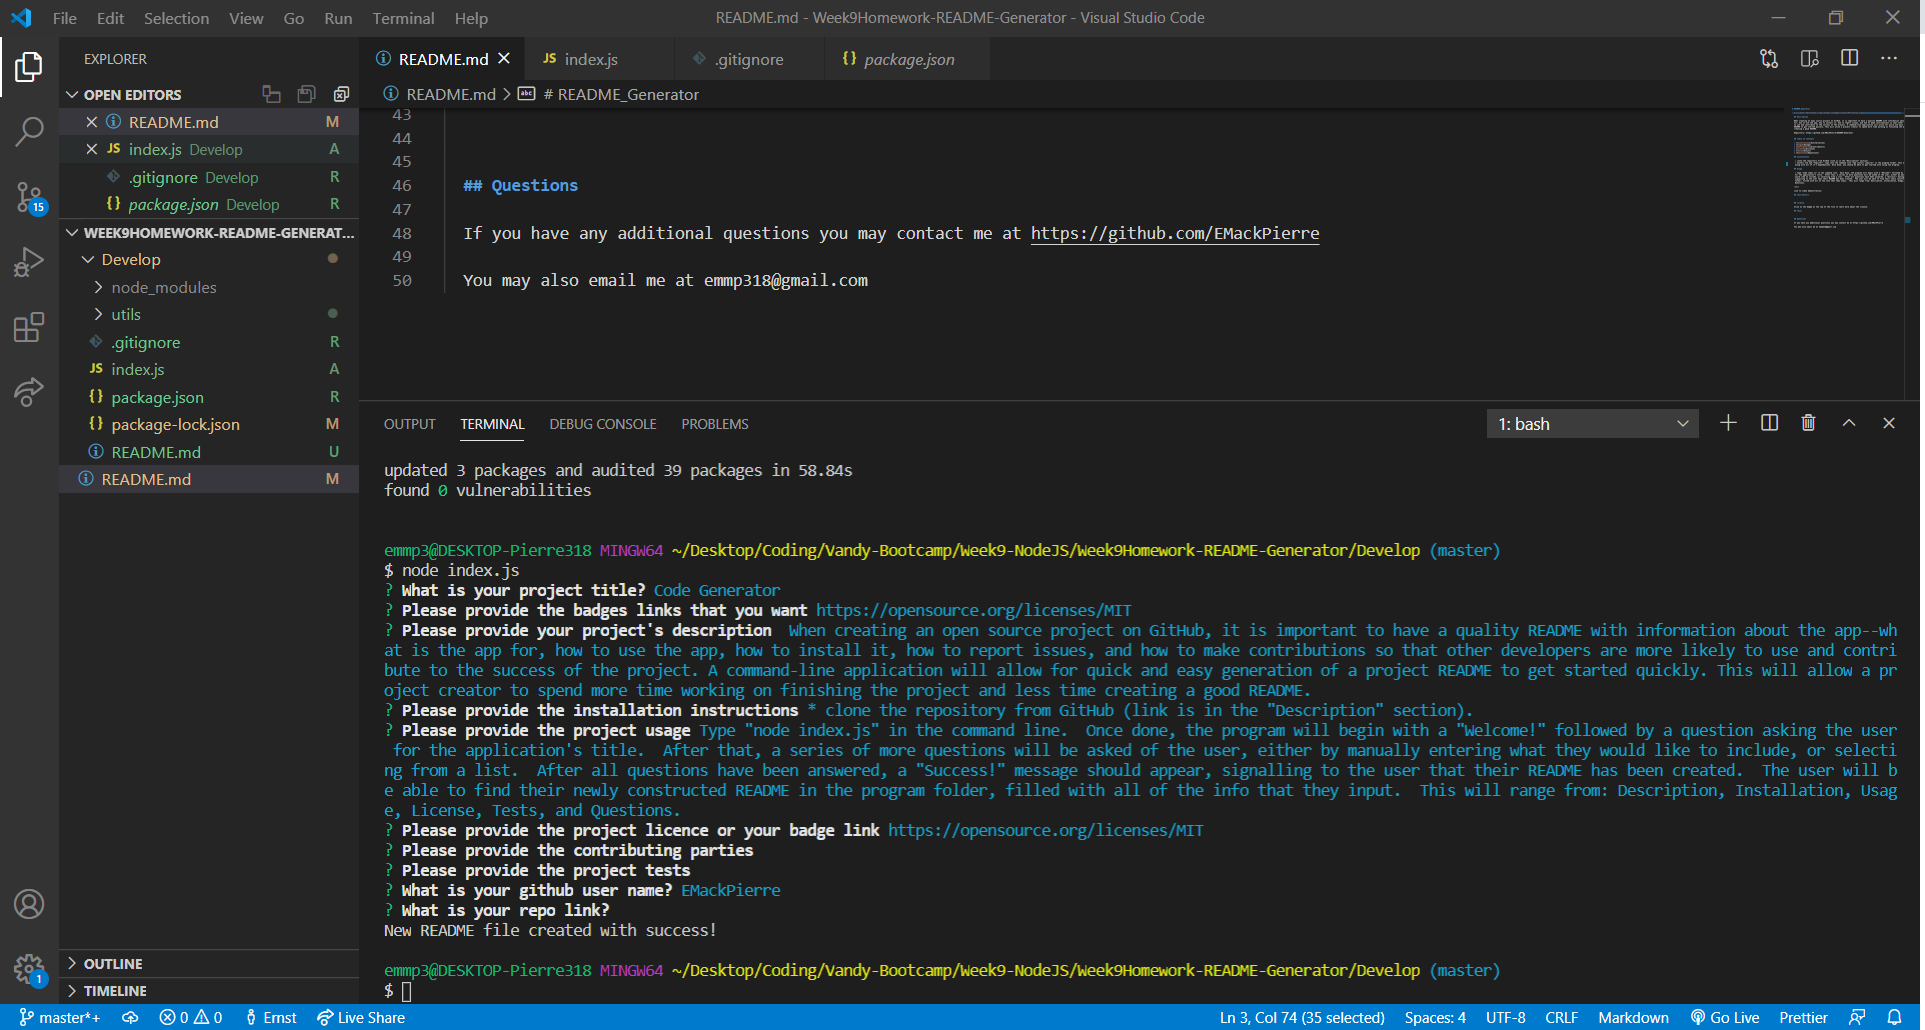 File Edit Selection View Go Run Terminal Help
README.md - Week9Homework-README-Generator - Visual Studio Code
EXPLORER
OPEN EDITORS
README.md M
JS index.js Develop A
.gitignore Develop R
{} package.json Develop R
WEEK9HOMEWORK-README-GENERAT...
Develop
node_modules
utils
.gitignore R
JS index.js A
{} package.json R
{} package-lock.json M
README.md U
README.md M
OUTLINE
TIMELINE
15
1
README.md JS index.js .gitignore {} package.json
README.md > abc # README_Generator
43
44
45
46 ## Questions
47
48 If you have any additional questions you may contact me at https://github.com/EMackPierre
49
50 You may also email me at emmp318@gmail.com
OUTPUT TERMINAL DEBUG CONSOLE PROBLEMS 1: bash
updated 3 packages and audited 39 packages in 58.84s
found 0 vulnerabilities
emmp3@DESKTOP-Pierre318 MINGW64 ~/Desktop/Coding/Vandy-Bootcamp/Week9-NodeJS/Week9Homework-README-Generator/Develop (master)
$ node index.js
? What is your project title? Code Generator
? Please provide the badges links that you want https://opensource.org/licenses/MIT
? Please provide your project's description  When creating an open source project on GitHub, it is important to have a quality README with information about the app--wh
at is the app for, how to use the app, how to install it, how to report issues, and how to make contributions so that other developers are more likely to use and contri
bute to the success of the project. A command-line application will allow for quick and easy generation of a project README to get started quickly. This will allow a pr
oject creator to spend more time working on finishing the project and less time creating a good README.
? Please provide the installation instructions * clone the repository from GitHub (link is in the "Description" section).
? Please provide the project usage Type "node index.js" in the command line.  Once done, the program will begin with a "Welcome!" followed by a question asking the user
 for the application's title.  After that, a series of more questions will be asked of the user, either by manually entering what they would like to include, or selecti
ng from a list.  After all questions have been answered, a "Success!" message should appear, signalling to the user that their README has been created.  The user will b
e able to find their newly constructed README in the program folder, filled with all of the info that they input.  This will range from: Description, Installation, Usag
e, License, Tests, and Questions.
? Please provide the project licence or your badge link https://opensource.org/licenses/MIT
? Please provide the contributing parties
? Please provide the project tests
? What is your github user name? EMackPierre
? What is your repo link?
New README file created with success!
emmp3@DESKTOP-Pierre318 MINGW64 ~/Desktop/Coding/Vandy-Bootcamp/Week9-NodeJS/Week9Homework-README-Generator/Develop (master)
$
master*+ 0 0 Ernst Live Share Ln 3, Col 74 (35 selected) Spaces: 4 UTF-8 CRLF Markdown Go Live Prettier